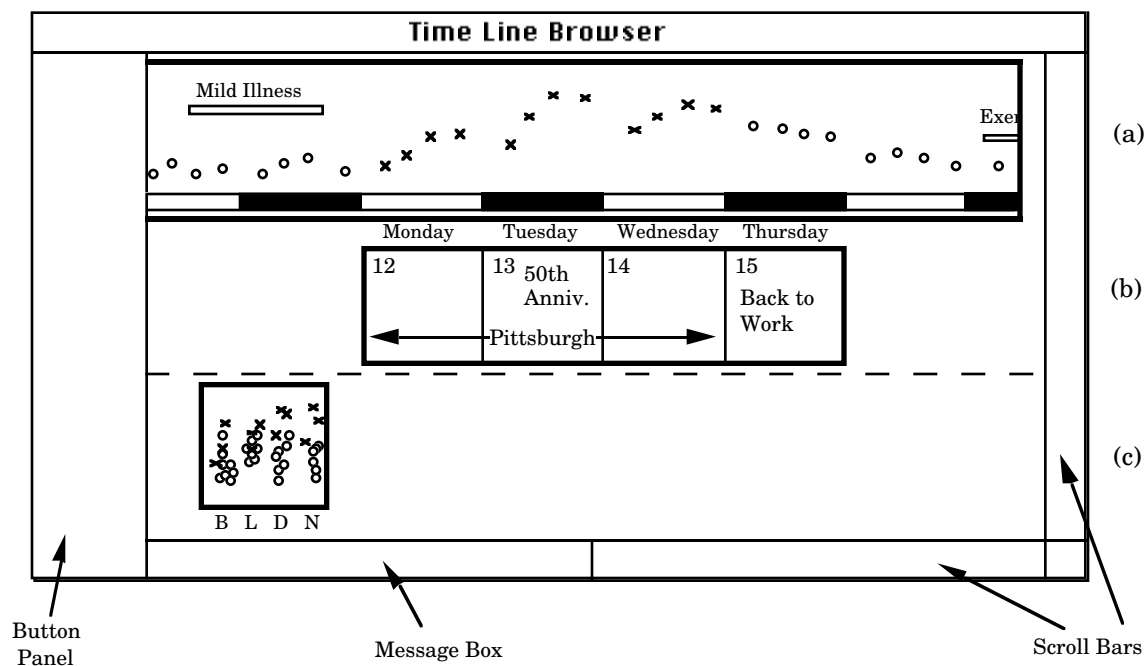 Time Line Browser
Mild Illness
Exer
(a)
Monday Tuesday Wednesday Thursday
12 13 14 15
50th
Anniv.
Back to
Work
Pittsburgh
(b)
(c)
B L D N
Button
Panel
Message Box
Scroll Bars